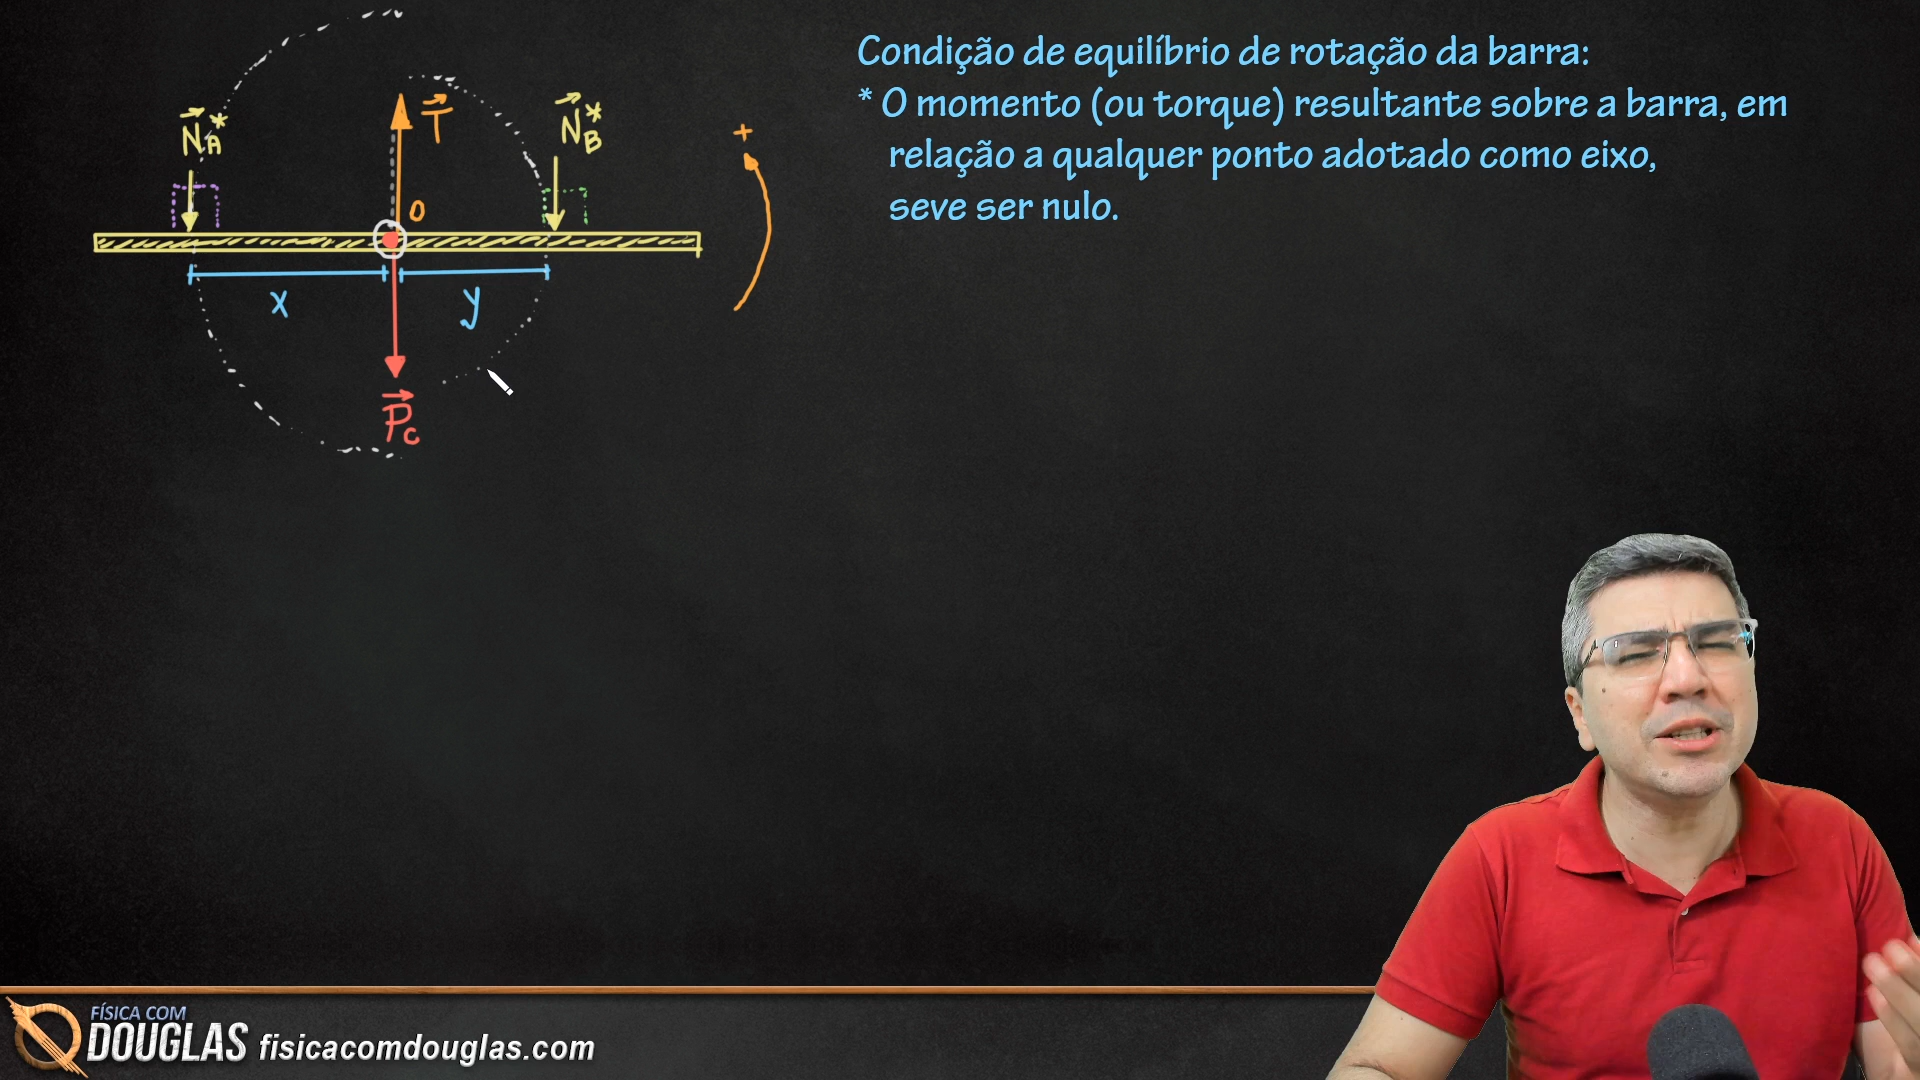 Condição de equilíbrio de rotação da barra:
* O momento (ou torque) resultante sobre a barra, em
relação a qualquer ponto adotado como eixo,
seve ser nulo.
N⃗A*
T⃗
N⃗B*
+
O
x
y
P⃗C
FÍSICA COM
DOUGLAS
fisicacomdouglas.com